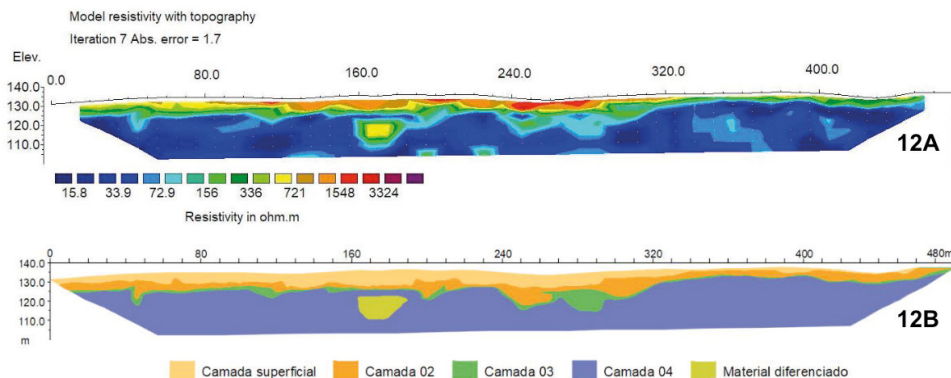 Model resistivity with topography
Iteration 7 Abs. error = 1.7
Elev.
0.0 80.0 160.0 240.0 320.0 400.0
140.0
130.0
120.0
110.0
12A
15.8 33.9 72.9 156 336 721 1548 3324
Resistivity in ohm.m
0 80 160 240 320 400 480m
140.0
130.0
120.0
110.0
m
12B
Camada superficial Camada 02 Camada 03 Camada 04 Material diferenciado